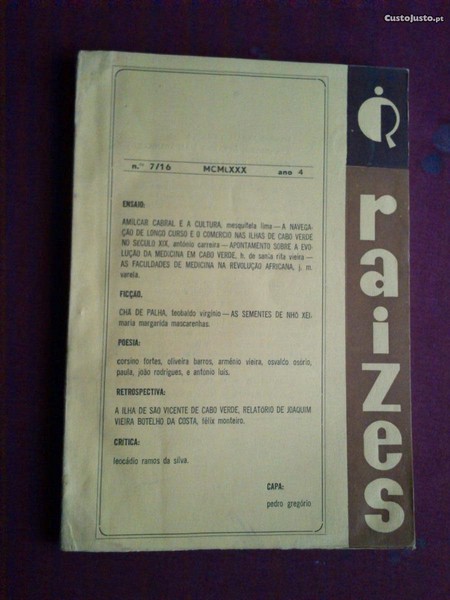 CustoJusto.pt
n.os 7/16 MCMLXXX ano 4
ENSAIO:
AMILCAR CABRAL E A CULTURA, mesquitela lima — A NAVEGA-
ÇÃO DE LONGO CURSO E O COMERCIO NAS ILHAS DE CABO VERDE
NO SECULO XIX, antónio carreira — APONTAMENTO SOBRE A EVO-
LUÇÃO DA MEDICINA EM CABO VERDE, h. de santa rita vieira —
AS FACULDADES DE MEDICINA NA REVOLUÇÃO AFRICANA, j. m.
varela.
FICÇÃO.
CHÃ DE PALHA, teobaldo virgínio — AS SEMENTES DE NHÔ XEI,
maria margarida mascarenhas.
POESIA:
corsino fortes, oliveira barros, arménio vieira, osvaldo osório,
paula, joão rodrigues, e antónio luís.
RETROSPECTIVA:
A ILHA DE SÃO VICENTE DE CABO VERDE, RELATORIO DE JOAQUIM
VIEIRA BOTELHO DA COSTA, félix monteiro.
CRITICA:
leocádio ramos da silva.
CAPA:
pedro gregório
raizes